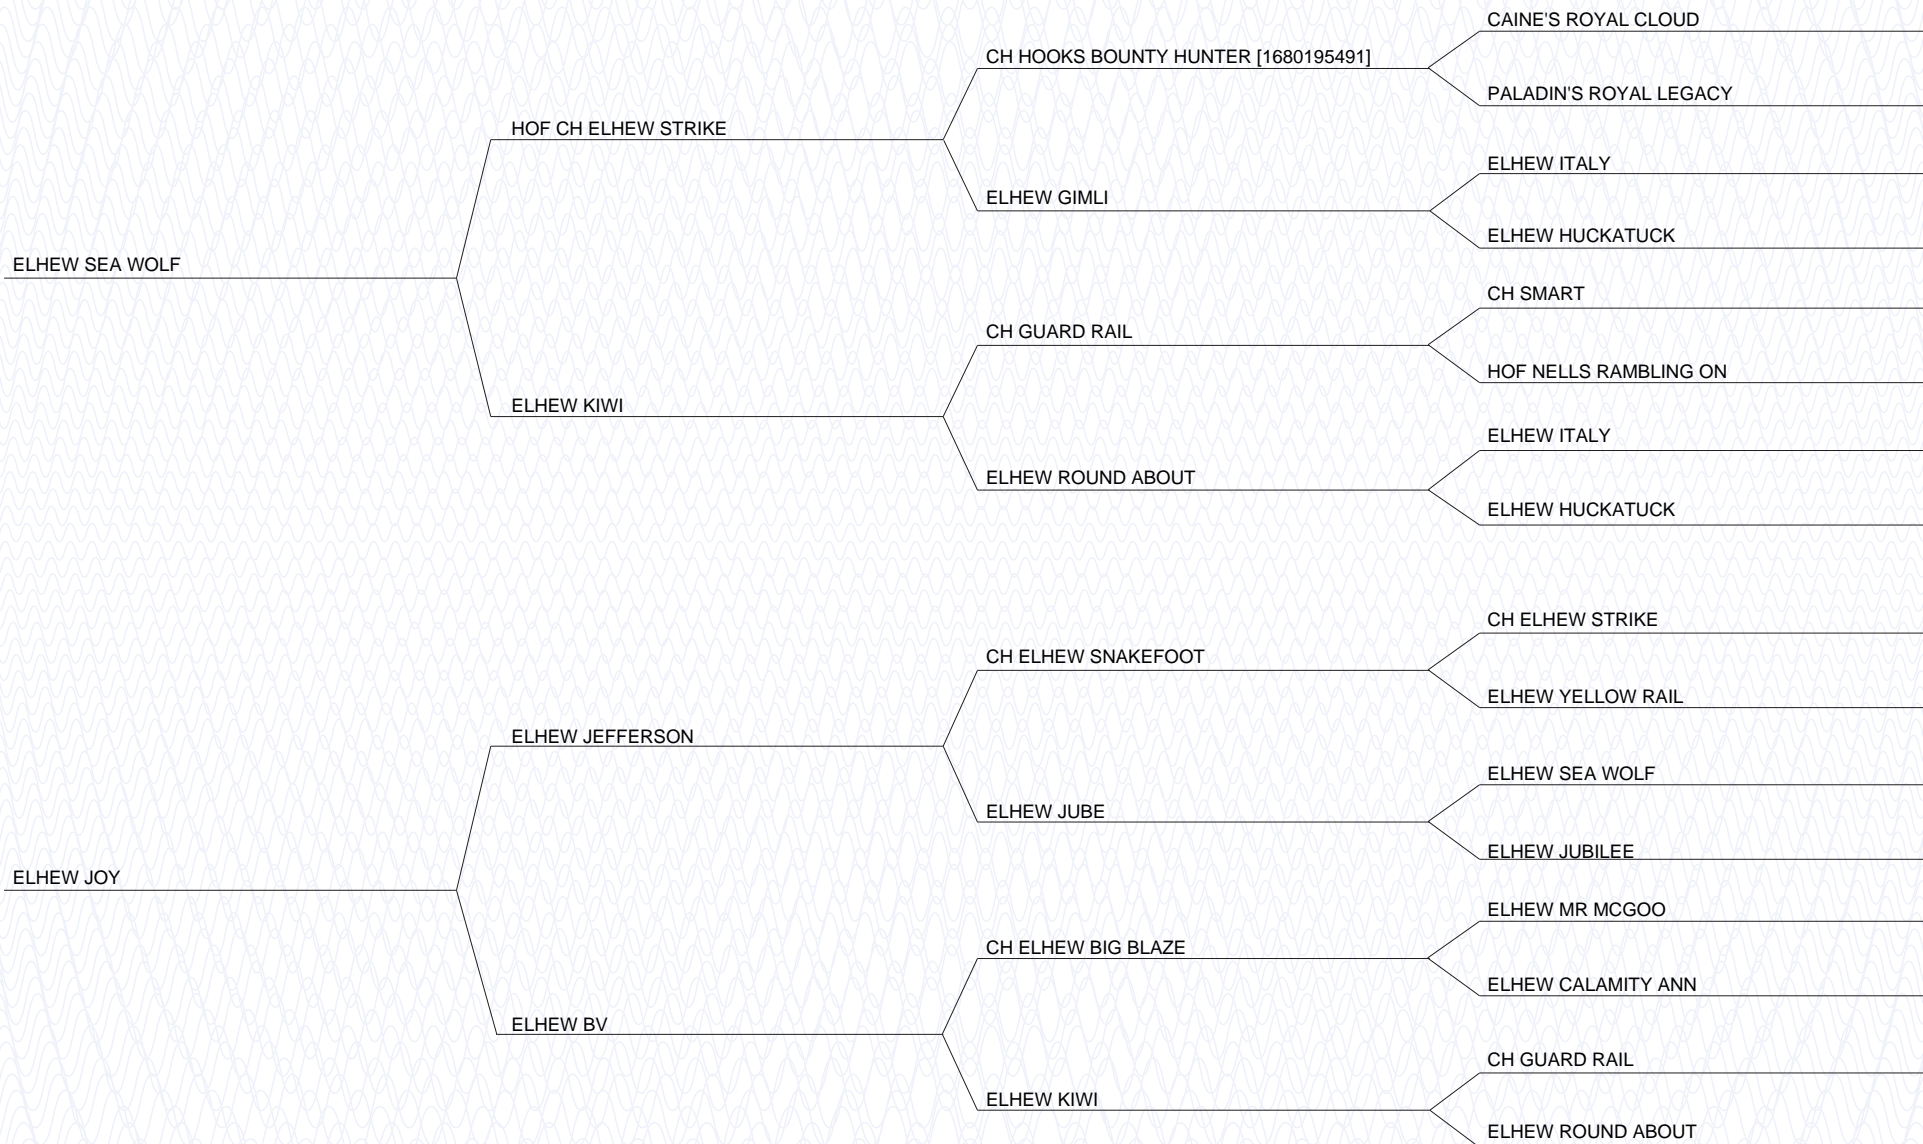 CAINE'S ROYAL CLOUD
CH HOOKS BOUNTY HUNTER [1680195491]
PALADIN'S ROYAL LEGACY
HOF CH ELHEW STRIKE
ELHEW ITALY
ELHEW GIMLI
ELHEW HUCKATUCK
ELHEW SEA WOLF
CH SMART
CH GUARD RAIL
HOF NELLS RAMBLING ON
ELHEW KIWI
ELHEW ITALY
ELHEW ROUND ABOUT
ELHEW HUCKATUCK
CH ELHEW STRIKE
CH ELHEW SNAKEFOOT
ELHEW YELLOW RAIL
ELHEW JEFFERSON
ELHEW SEA WOLF
ELHEW JUBE
ELHEW JUBILEE
ELHEW JOY
ELHEW MR MCGOO
CH ELHEW BIG BLAZE
ELHEW CALAMITY ANN
ELHEW BV
CH GUARD RAIL
ELHEW KIWI
ELHEW ROUND ABOUT